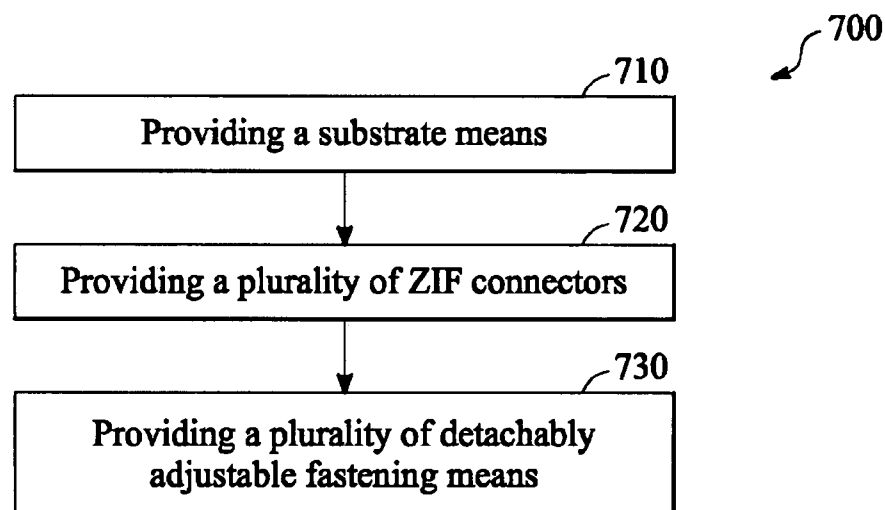 700
710
Providing a substrate means
720
Providing a plurality of ZIF connectors
730
Providing a plurality of detachably
adjustable fastening means